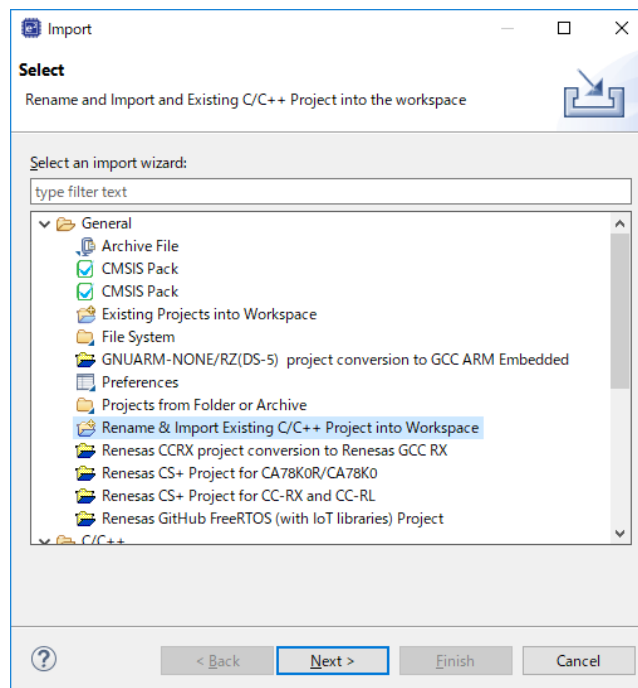 Import
Select
Rename and Import and Existing C/C++ Project into the workspace
Select an import wizard:
type filter text
General
Archive File
CMSIS Pack
CMSIS Pack
Existing Projects into Workspace
File System
GNUARM-NONE/RZ(DS-5) project conversion to GCC ARM Embedded
Preferences
Projects from Folder or Archive
Rename & Import Existing C/C++ Project into Workspace
Renesas CCRX project conversion to Renesas GCC RX
Renesas CS+ Project for CA78K0R/CA78K0
Renesas CS+ Project for CC-RX and CC-RL
Renesas GitHub FreeRTOS (with IoT libraries) Project
C/C++
< Back Next > Finish Cancel